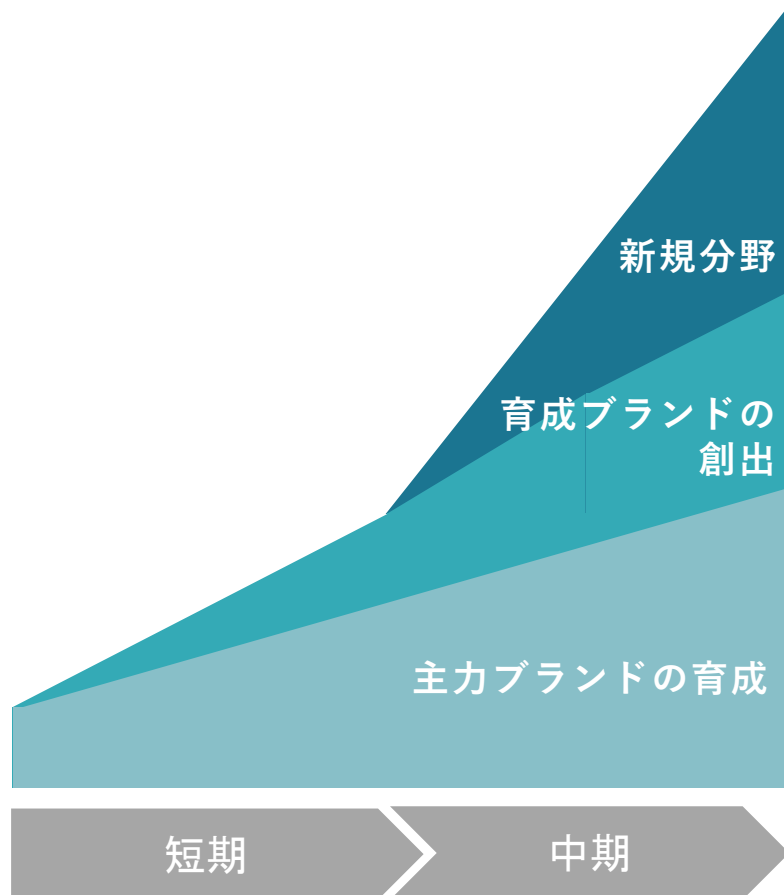 新規分野
育成ブランドの
創出
主力ブランドの育成
短期
中期